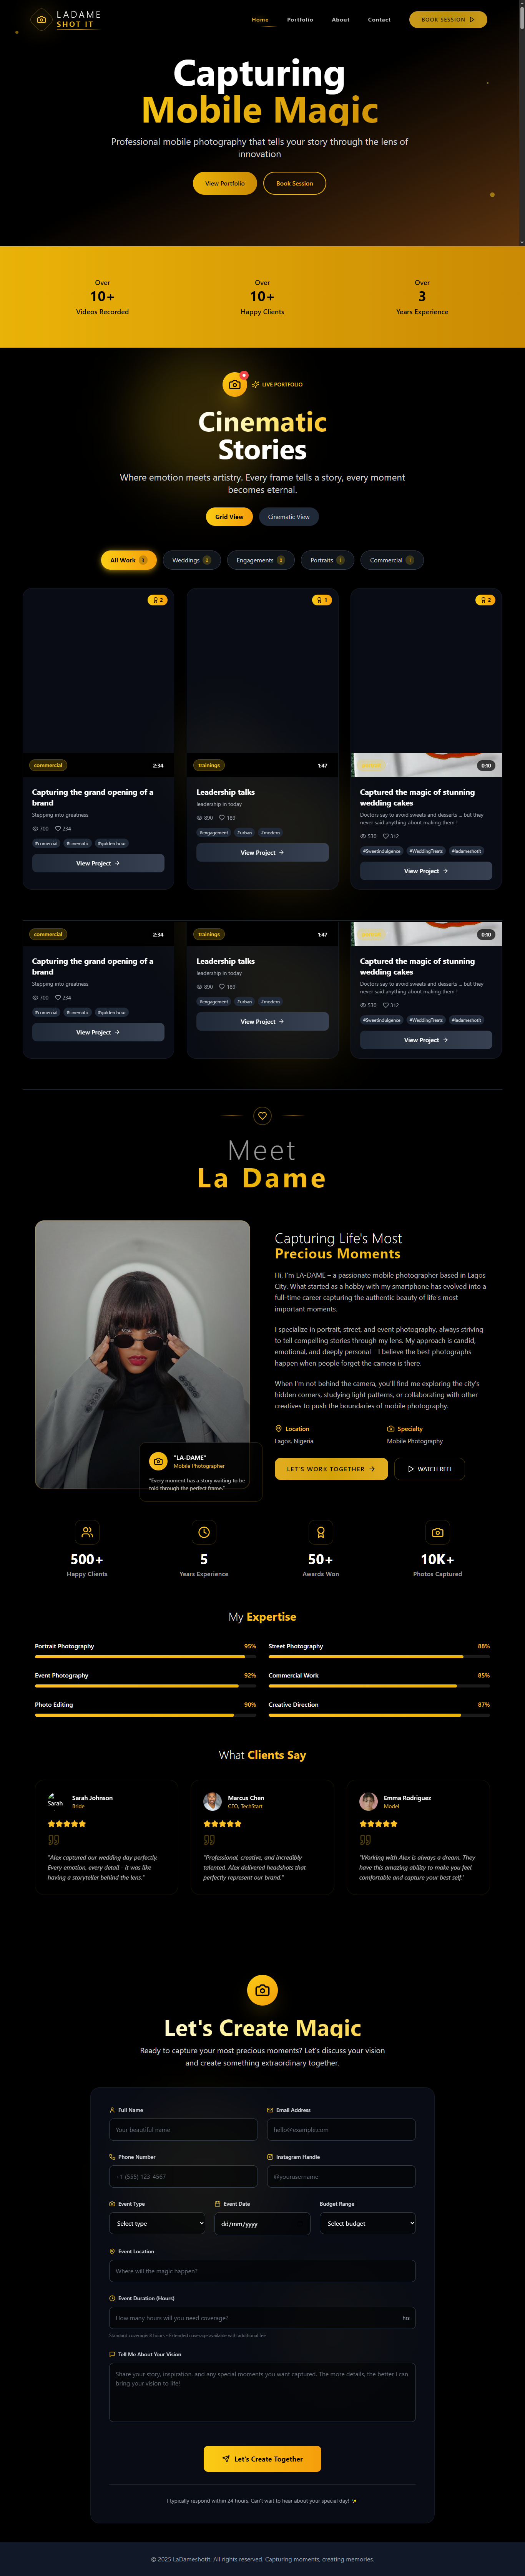 LADAME
SHOT IT
Home
Portfolio
About
Contact
BOOK SESSION
Capturing
Mobile Magic
Professional mobile photography that tells your story through the lens of
innovation
View Portfolio
Book Session
Over
10+
Videos Recorded
Over
10+
Happy Clients
Over
3
Years Experience
LIVE PORTFOLIO
Cinematic
Stories
Where emotion meets artistry. Every frame tells a story, every moment
becomes eternal.
Grid View
Cinematic View
All Work 3
Weddings 0
Engagements 0
Portraits 1
Commercial 1
2
1
2
commercial
2:34
Capturing the grand opening of a
brand
Stepping into greatness
700 234
#comercial #cinematic #golden hour
View Project
trainings
1:47
Leadership talks
leadership in today
890 189
#engagement #urban #modern
View Project
0:10
Captured the magic of stunning
wedding cakes
Doctors say to avoid sweets and desserts ... but they
never said anything about making them !
530 312
#Sweetindulgence #WeddingTreats #ladameshotit
View Project
commercial
2:34
Capturing the grand opening of a
brand
Stepping into greatness
700 234
#comercial #cinematic #golden hour
View Project
trainings
1:47
Leadership talks
leadership in today
890 189
#engagement #urban #modern
View Project
0:10
Captured the magic of stunning
wedding cakes
Doctors say to avoid sweets and desserts ... but they
never said anything about making them !
530 312
#Sweetindulgence #WeddingTreats #ladameshotit
View Project
Meet
La Dame
"LA-DAME"
Mobile Photographer
"Every moment has a story waiting to be
told through the perfect frame."
Capturing Life's Most
Precious Moments
Hi, I'm LA-DAME – a passionate mobile photographer based in Lagos
City. What started as a hobby with my smartphone has evolved into a
full-time career capturing the authentic beauty of life's most
important moments.
I specialize in portrait, street, and event photography, always striving
to tell compelling stories through my lens. My approach is candid,
emotional, and deeply personal – I believe the best photographs
happen when people forget the camera is there.
When I'm not behind the camera, you'll find me exploring the city's
hidden corners, studying light patterns, or collaborating with other
creatives to push the boundaries of mobile photography.
Location
Lagos, Nigeria
Specialty
Mobile Photography
LET'S WORK TOGETHER
WATCH REEL
500+
Happy Clients
5
Years Experience
50+
Awards Won
10K+
Photos Captured
My Expertise
Portrait Photography 95%
Street Photography 88%
Event Photography 92%
Commercial Work 85%
Photo Editing 90%
Creative Direction 87%
What Clients Say
Sarah
Sarah Johnson
Bride
"Alex captured our wedding day perfectly.
Every emotion, every detail - it was like
having a storyteller behind the lens."
Marcus Chen
CEO, TechStart
"Professional, creative, and incredibly
talented. Alex delivered headshots that
perfectly represent our brand."
Emma Rodriguez
Model
"Working with Alex is always a dream. They
have this amazing ability to make you feel
comfortable and capture your best self."
Let's Create Magic
Ready to capture your most precious moments? Let's discuss your vision
and create something extraordinary together.
Full Name
Your beautiful name
Email Address
hello@example.com
Phone Number
+1 (555) 123-4567
Instagram Handle
@yourusername
Event Type
Select type
Event Date
dd/mm/yyyy
Budget Range
Select budget
Event Location
Where will the magic happen?
Event Duration (Hours)
How many hours will you need coverage?
hrs
Standard coverage: 8 hours • Extended coverage available with additional fee
Tell Me About Your Vision
Share your story, inspiration, and any special moments you want captured. The more details, the better I can
bring your vision to life!
Let's Create Together
I typically respond within 24 hours. Can't wait to hear about your special day!
© 2025 LaDameshotit. All rights reserved. Capturing moments, creating memories.